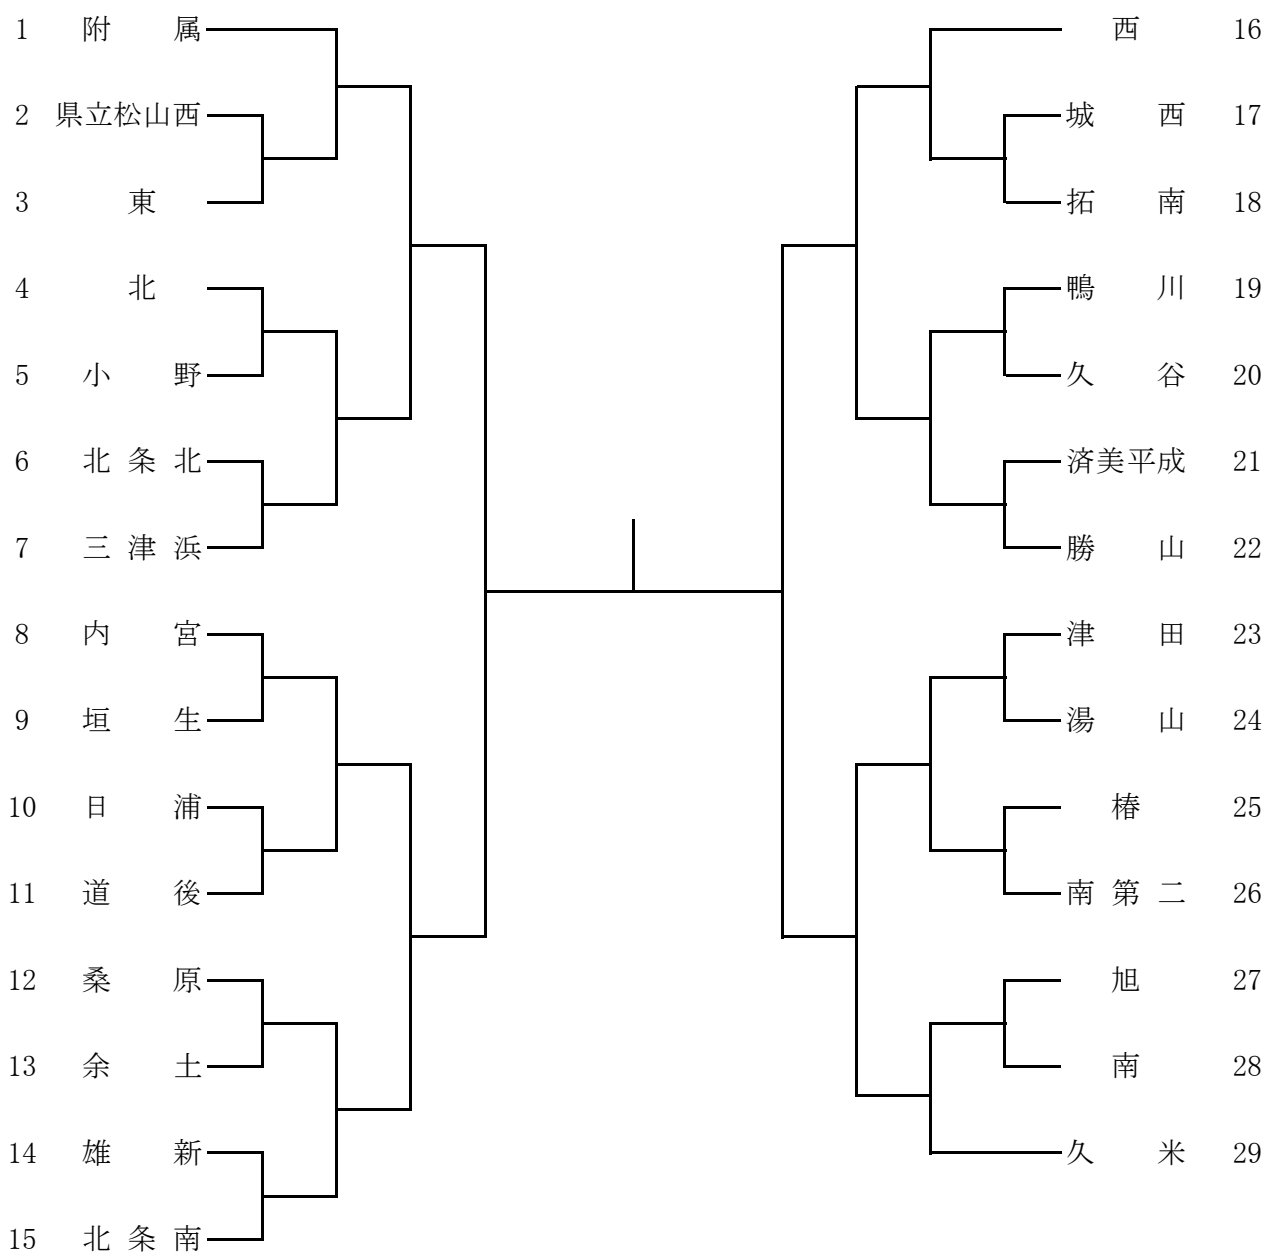 1 附属
2 県立松山西
3 東
4 北
5 小野
6 北条北
7 三津浜
8 内宮
9 垣生
10 日浦
11 道後
12 桑原
13 余土
14 雄新
15 北条南
西 16
城西 17
拓南 18
鴨川 19
久谷 20
済美平成 21
勝山 22
津田 23
湯山 24
椿 25
南第二 26
旭 27
南 28
久米 29